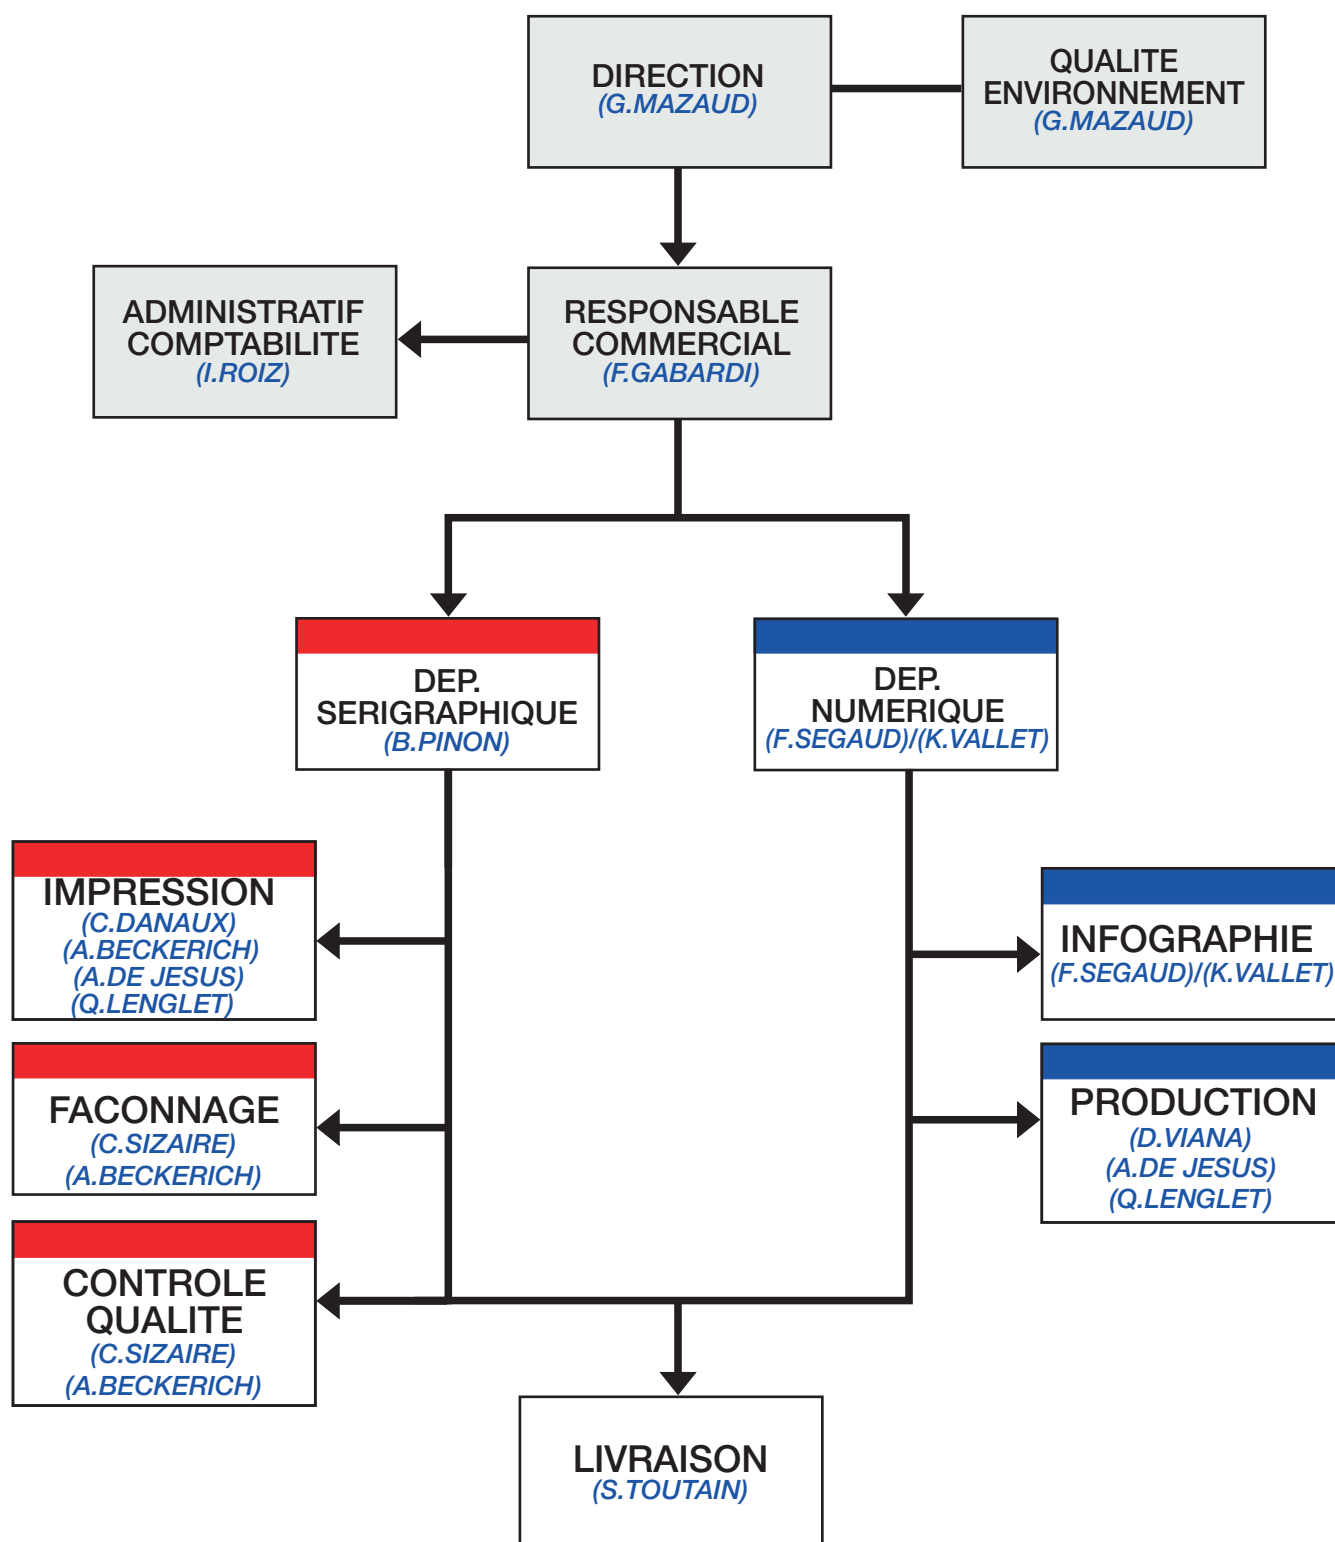 DIRECTION
(G.MAZAUD)
QUALITE
ENVIRONNEMENT
(G.MAZAUD)
ADMINISTRATIF
COMPTABILITE
(I.ROIZ)
RESPONSABLE
COMMERCIAL
(F.GABARDI)
DEP.
SERIGRAPHIQUE
(B.PINON)
DEP.
NUMERIQUE
(F.SEGAUD)/(K.VALLET)
IMPRESSION
(C.DANAUX)
(A.BECKERICH)
(A.DE JESUS)
(Q.LENGLET)
INFOGRAPHIE
(F.SEGAUD)/(K.VALLET)
FACONNAGE
(C.SIZAIRE)
(A.BECKERICH)
PRODUCTION
(D.VIANA)
(A.DE JESUS)
(Q.LENGLET)
CONTROLE
QUALITE
(C.SIZAIRE)
(A.BECKERICH)
LIVRAISON
(S.TOUTAIN)